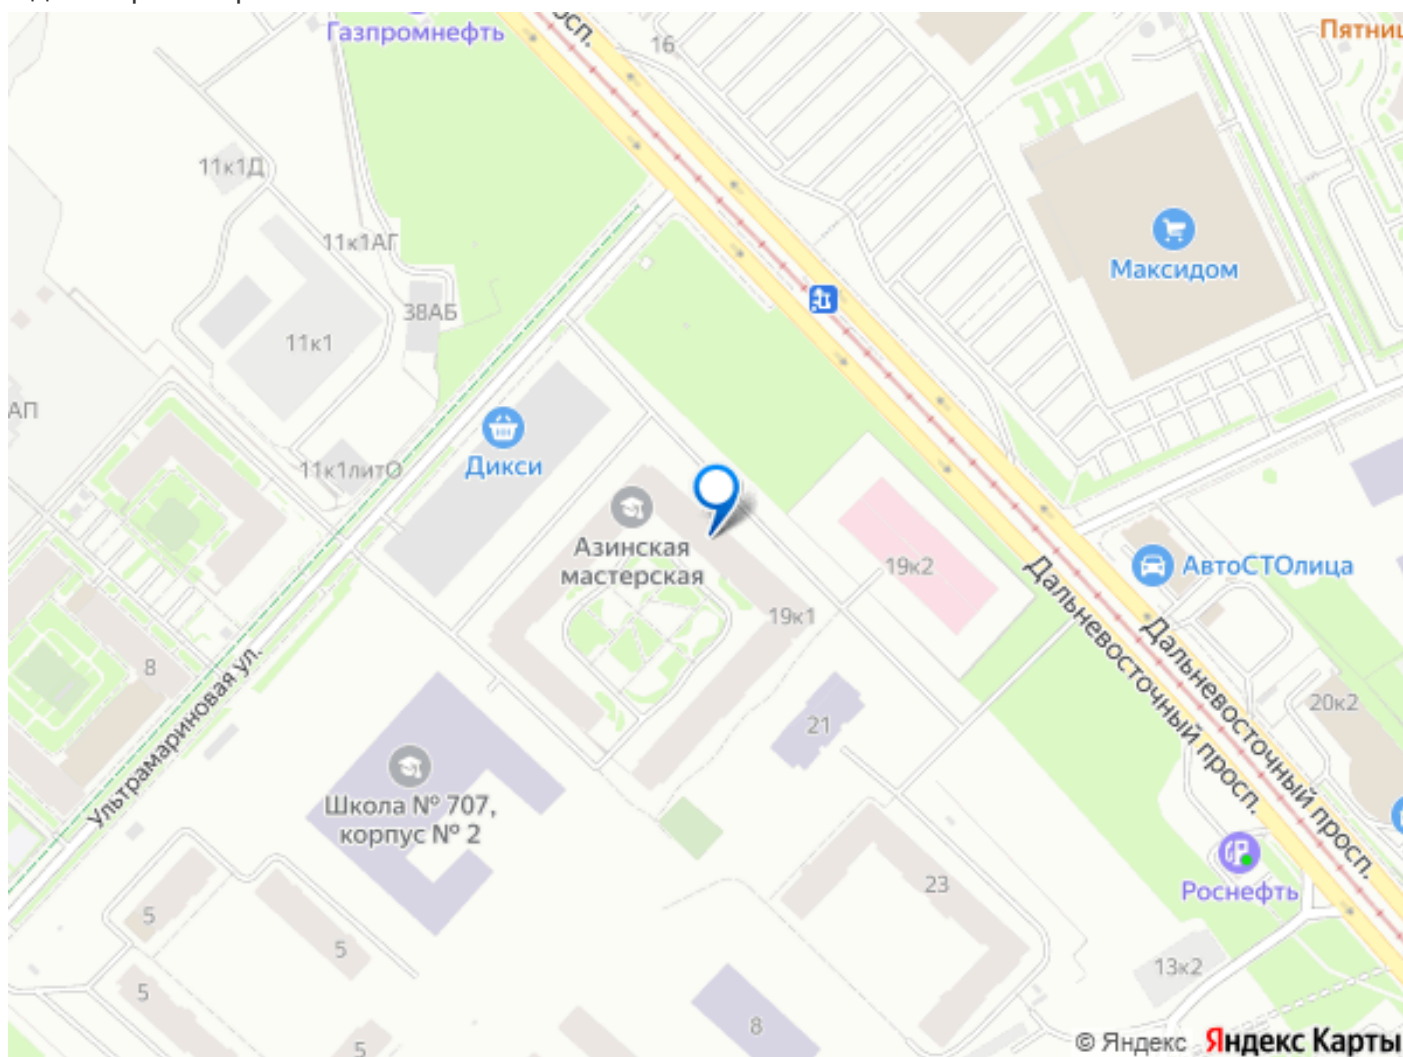 Газпромнефть
осп.
16
Пятниц
11к1Д
11к1АГ
Максидом
38АБ
11к1
АП
Дикси
11к1литО
Азинская
мастерская
19к2
АвтоСТОлица
19к1
Дальневосточный просп.
Дальневосточный просп.
8
Ультрамариновая ул.
21
20к2
Школа № 707,
корпус № 2
23
Роснефть
5
5
5
13к2
8
5
© Яндекс Яндекс Карты